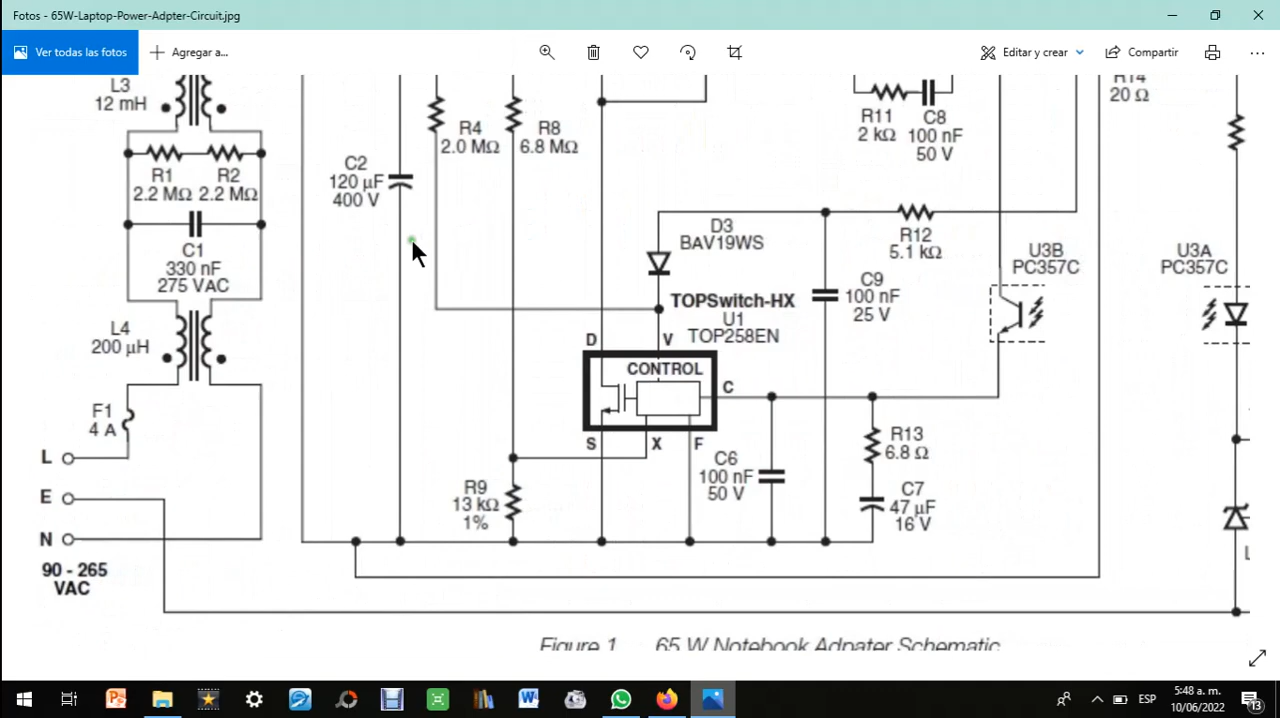 Fotos - 65W-Laptop-Power-Adpter-Circuit.jpg
Ver todas las fotos
Agregar a...
Editar y crear
Compartir
L3
12 mH
R1
2.2 MΩ
R2
2.2 MΩ
C1
330 nF
275 VAC
L4
200 µH
F1
4 A
L
E
N
90 - 265
VAC
C2
120 µF
400 V
R4
2.0 MΩ
R8
6.8 MΩ
R9
13 kΩ
1%
D3
BAV19WS
TOPSwitch-HX
U1
TOP258EN
D
V
CONTROL
C
S
X
F
C6
100 nF
50 V
R11
2 kΩ
C8
100 nF
50 V
R12
5.1 kΩ
C9
100 nF
25 V
R13
6.8 Ω
C7
47 µF
16 V
U3B
PC357C
R14
20 Ω
U3A
PC357C
L
Figure 1 65 W Notebook Adpater Schematic
W
ESP
5:48 a. m.
10/06/2022
13